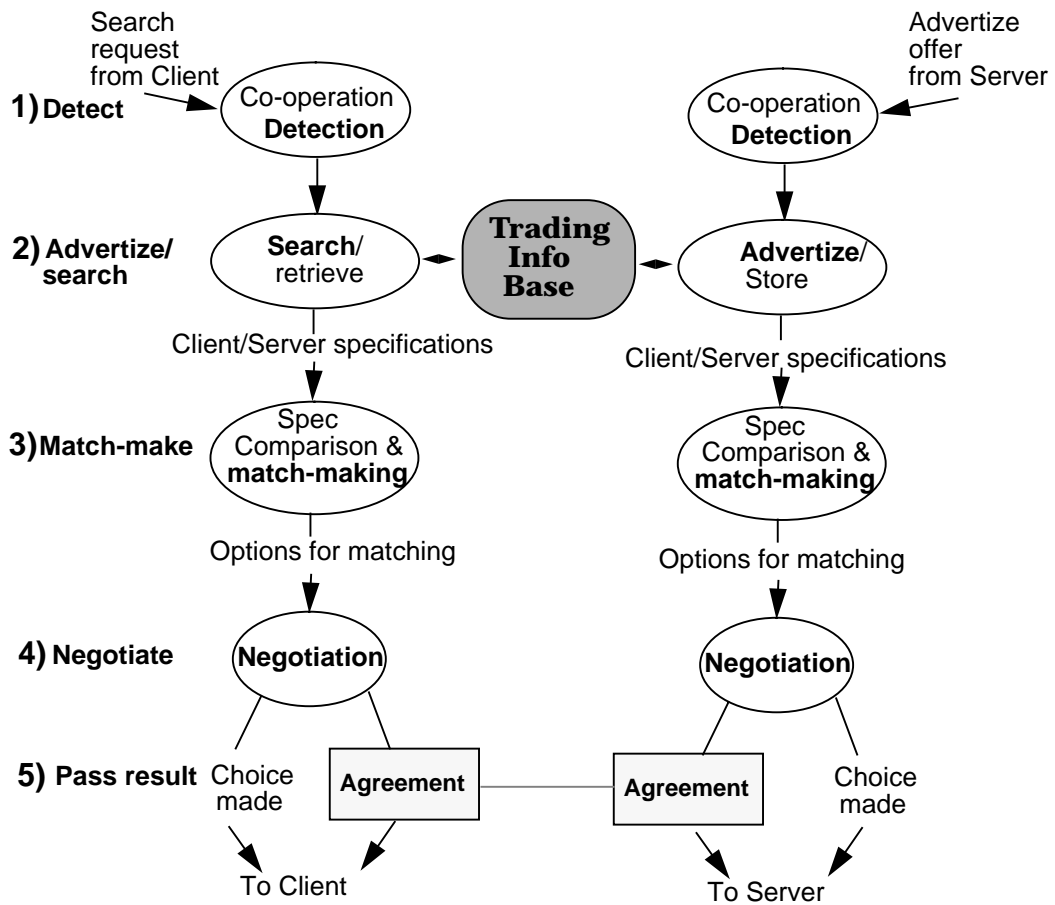 Search
request
from Client
Advertize
offer
from Server
1) Detect
Co-operation
Detection
Co-operation
Detection
2) Advertize/
search
Search/
retrieve
Trading
Info
Base
Advertize/
Store
Client/Server specifications
Client/Server specifications
3) Match-make
Spec
Comparison &
match-making
Spec
Comparison &
match-making
Options for matching
Options for matching
4) Negotiate
Negotiation
Negotiation
5) Pass result
Choice
made
Agreement
Agreement
Choice
made
To Client
To Server